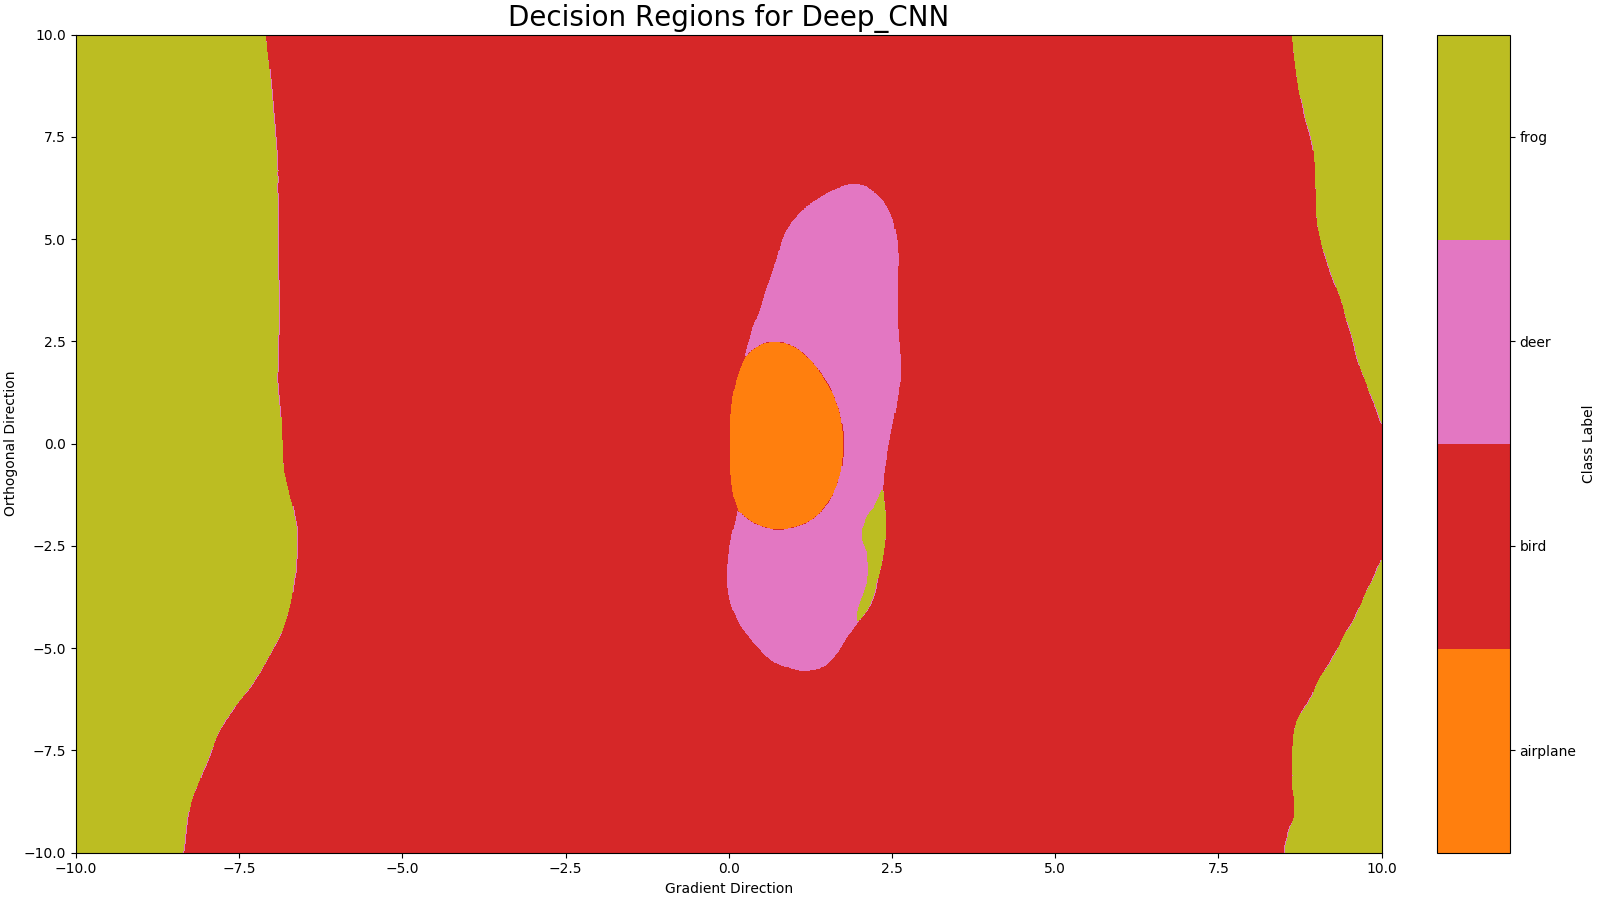 Decision Regions for Deep_CNN
10.0
7.5
5.0
2.5
0.0
−2.5
−5.0
−7.5
−10.0
Orthogonal Direction
−10.0
−7.5
−5.0
−2.5
0.0
2.5
5.0
7.5
10.0
Gradient Direction
frog
deer
bird
airplane
Class Label